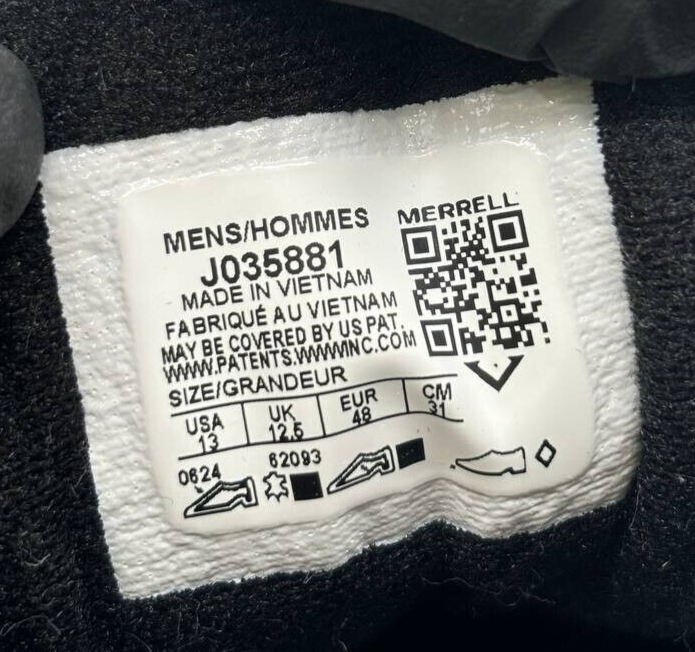 MENS/HOMMES
MERRELL
J035881
MADE IN VIETNAM
FABRIQUÉ AU VIETNAM
MAY BE COVERED BY US PAT.
WWW.PATENTS.WWWINC.COM
SIZE/GRANDEUR
USA UK EUR CM
13 12.5 48 31
0624 62093